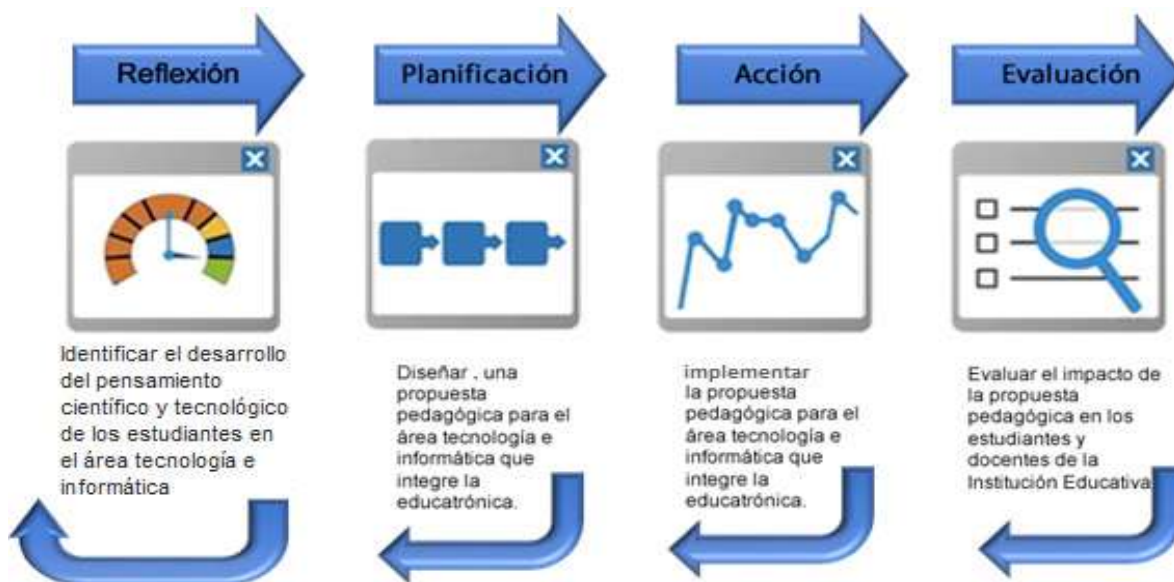 Reflexión
Planificación
Acción
Evaluación
Identificar el desarrollo
del pensamiento
científico y tecnológico
de los estudiantes en
el área tecnología e
informática
Diseñar , una
propuesta
pedagógica para el
área tecnología e
informática que
integre la
educatrónica.
implementar
la propuesta
pedagógica para el
área tecnología e
informática que
integre la
educatrónica.
Evaluar el impacto de
la propuesta
pedagógica en los
estudiantes y
docentes de la
Institución Educativa